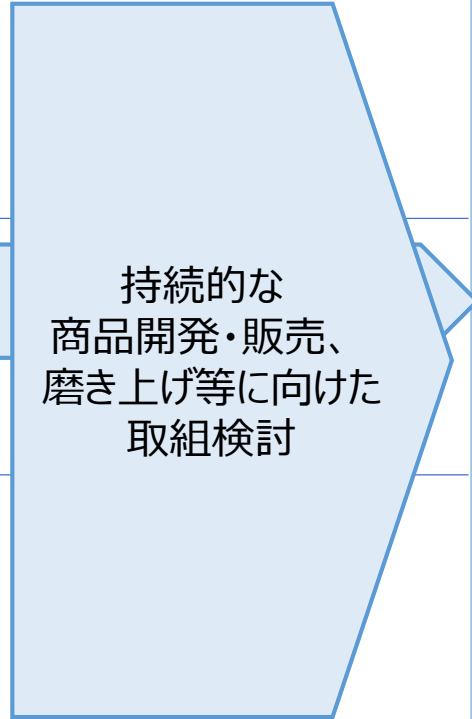 持続的な
商品開発・販売、
磨き上げ等に向けた
取組検討